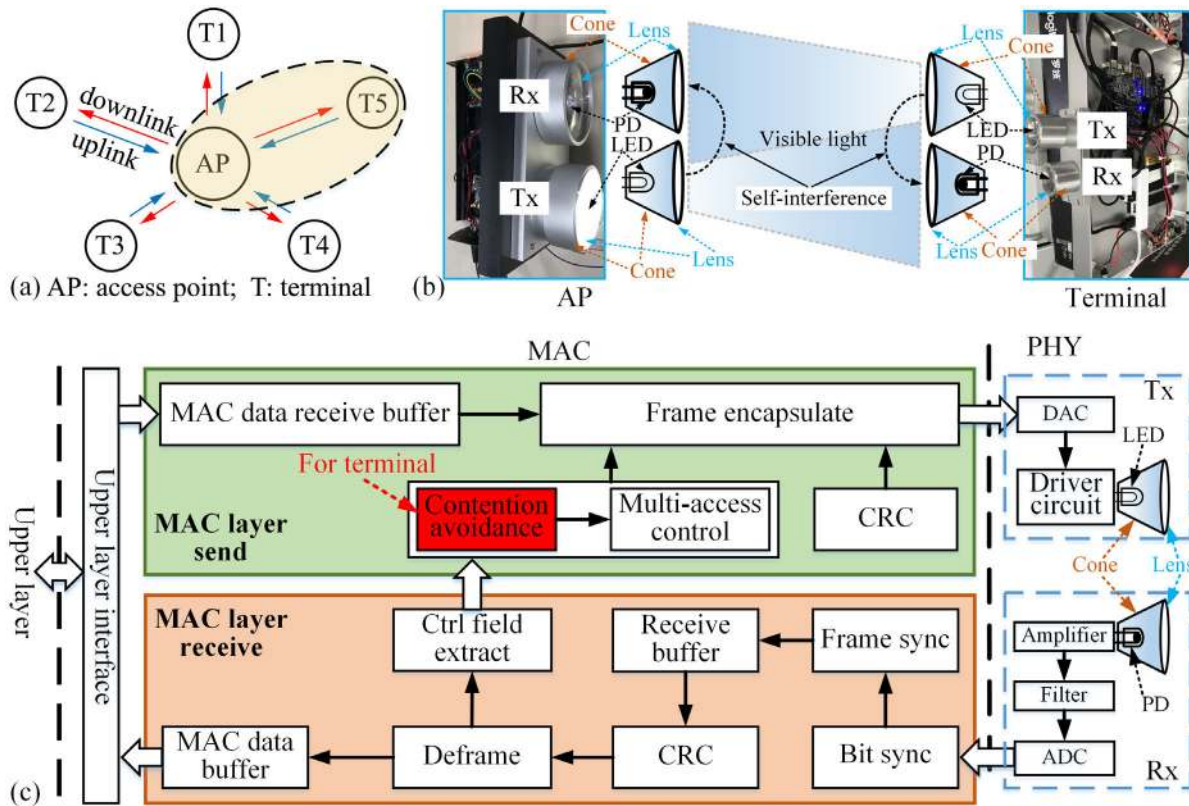 T1
T2
downlink
uplink
AP
T5
T3
T4
(a) AP: access point; T: terminal
(b)
Cone
Lens
Rx
PD
LED
Tx
Cone
Lens
AP
Visible light
Self-interference
Lens
Cone
LED
PD
Tx
Rx
Lens
Cone
Terminal
MAC
PHY
Upper layer
Upper layer interface
MAC data receive buffer
Frame encapsulate
For terminal
Contention
avoidance
Multi-access
control
CRC
MAC layer
send
Tx
DAC
LED
Driver
circuit
Cone
Lens
MAC layer
receive
Ctrl field
extract
Receive
buffer
Frame sync
MAC data
buffer
Deframe
CRC
Bit sync
Amplifier
Filter
PD
ADC
Rx
(c)